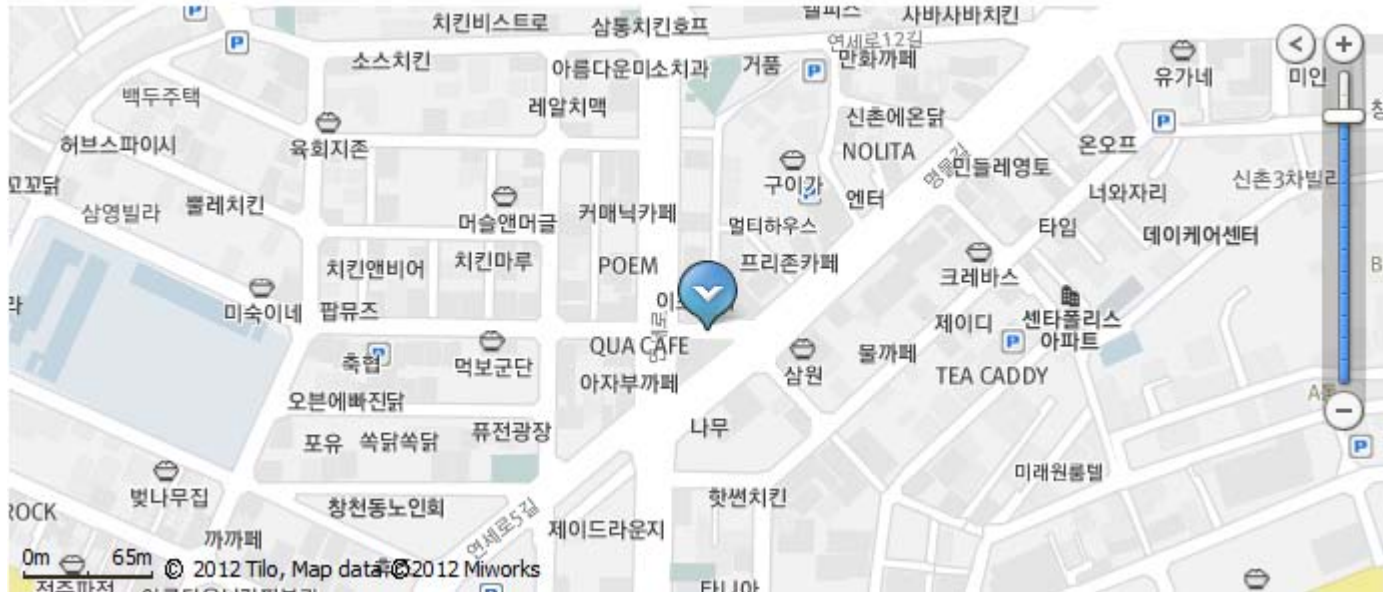 치킨비스트로
삼통치킨호프
사바사바치킨
연세로12길
소스치킨
아름다운미소치과
거품
만화까페
유가네
미인
백두주택
레알치맥
신촌에온닭
허브스파이시
육회지존
NOLITA
온오프
명물길
민들레영토
꼬꼬닭
구이가
엔터
너와자리
신촌3차빌라
삼영빌라
뿔레치킨
머슬앤머글
커매닉카페
멀티하우스
타임
데이케어센터
치킨앤비어
치킨마루
POEM
프리존카페
크레바스
미숙이네
팝뮤즈
제이디
센타폴리스
아파트
QUA CAFE
축협
먹보군단
아자부까페
삼원
물까페
TEA CADDY
오븐에빠진닭
포유
쏙닭쏙닭
퓨전광장
나무
미래원룸텔
벚나무집
창천동노인회
핫썬치킨
ROCK
까까페
연세로5길
제이드라운지
0m
65m
© 2012 Tilo, Map data ©2012 Miworks